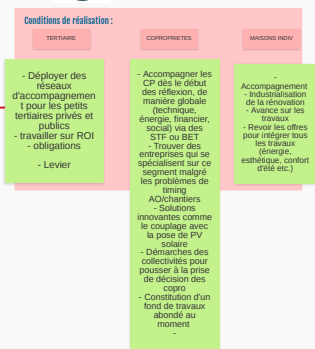 Conditions de réalisation :
TERTIAIRE
COPROPRIETES
MAISONS INDIV
- Déployer des
réseaux
d'accompagnemen
t pour les petits
tertiaires privés et
publics
- travailler sur ROI
- obligations
- Levier
- Accompagner les
CP dès le début
des réflexion, de
manière globale
(technique,
énergie, financier,
social) via des
STF ou BET
- Trouver des
entreprises qui se
spécialisent sur ce
segment malgré
les problèmes de
timing
AO/chantiers
- Solutions
innovantes comme
le couplage avec
la pose de PV
solaire
- Démarches des
collectivités pour
pousser à la prise
de décision des
copro
- Constitution d'un
fond de travaux
abondé au
moment
-
-
Accompagnement
- Industrialisation
de la rénovation
- Avance sur les
travaux
- Revoir les offres
pour intégrer tous
les travaux
(énergie,
esthétique, confort
d'été etc.)